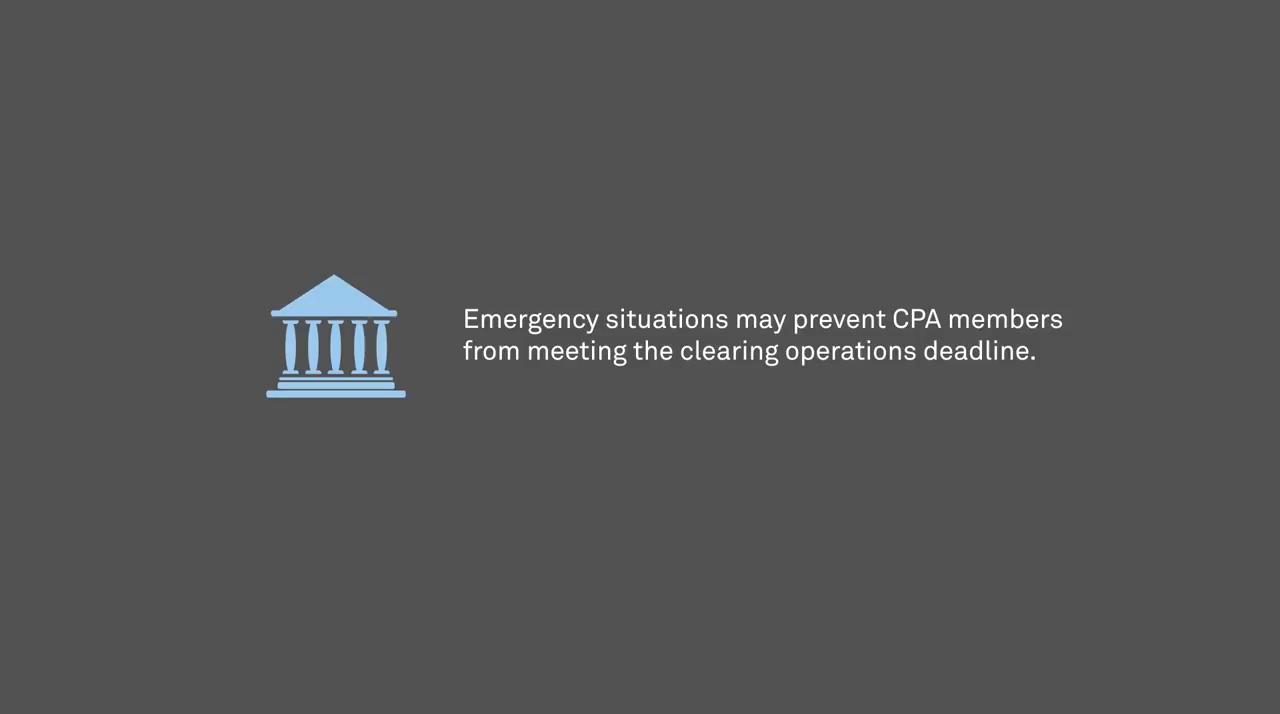 Emergency situations may prevent CPA members
from meeting the clearing operations deadline.